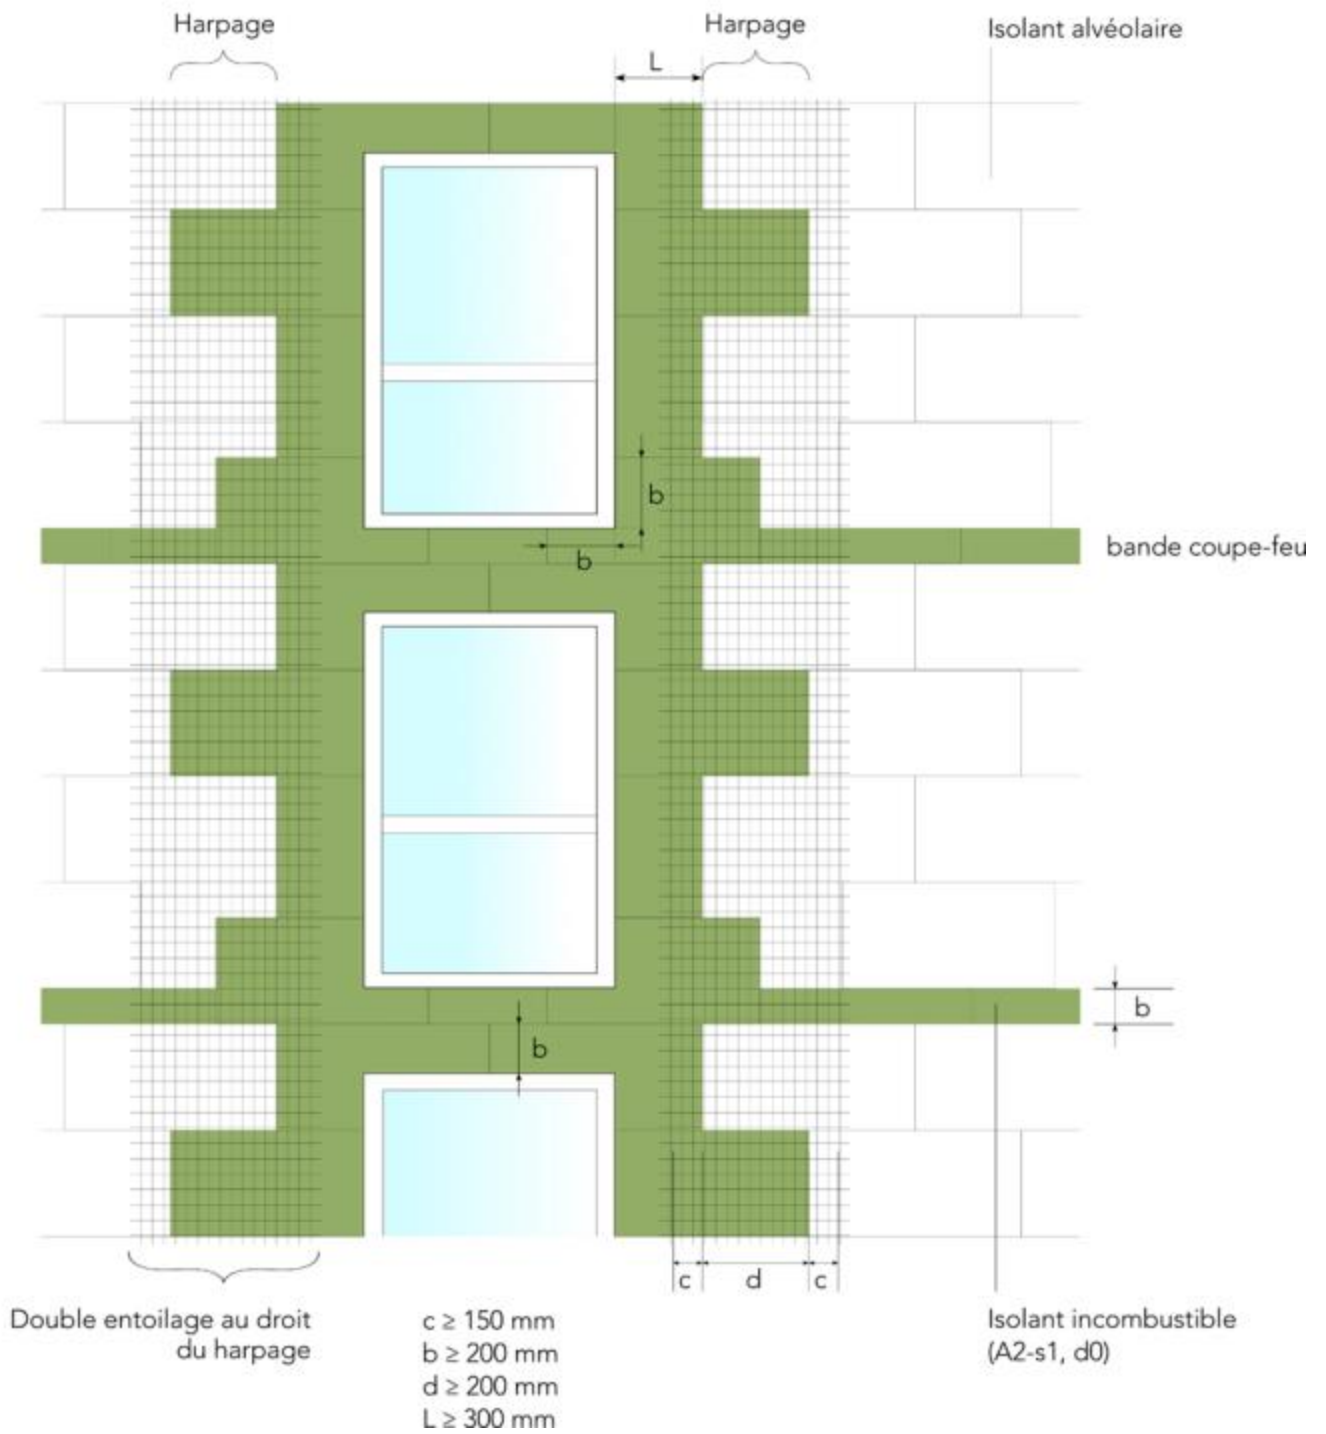 Harpage
Harpage
Isolant alvéolaire
L
b
b
bande coupe-feu
b
b
c
d
c
Double entoilage au droit
du harpage
c ≥ 150 mm
b ≥ 200 mm
d ≥ 200 mm
L ≥ 300 mm
Isolant incombustible
(A2-s1, d0)